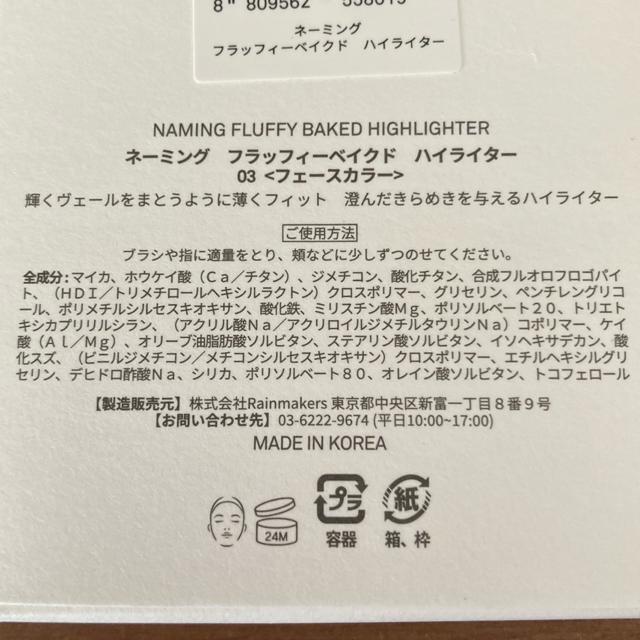 8 809562
ネーミング
フラッフィーベイクド ハイライター
NAMING FLUFFY BAKED HIGHLIGHTER
ネーミング フラッフィーベイクド ハイライター
03 <フェースカラー>
輝くヴェールをまとうように薄くフィット 澄んだきらめきを与えるハイライター
ご使用方法
ブラシや指に適量をとり、頬などに少しずつのせてください。
全成分：マイカ、ホウケイ酸（Ca／チタン）、ジメチコン、酸化チタン、合成フルオロフロゴパイ
ト、（HDI／トリメチロールヘキシルラクトン）クロスポリマー、グリセリン、ペンチレングリコ
ール、ポリメチルシルセスキオキサン、酸化鉄、ミリスチン酸Mg、ポリソルベート20、トリエト
キシカプリリルシラン、（アクリル酸Na／アクリロイルジメチルタウリンNa）コポリマー、ケイ
酸（Al／Mg）、オリーブ油脂肪酸ソルビタン、ステアリン酸ソルビタン、イソヘキサデカン、酸
化スズ、（ビニルジメチコン／メチコンシルセスキオキサン）クロスポリマー、エチルヘキシルグリ
セリン、デヒドロ酢酸Na、シリカ、ポリソルベート80、オレイン酸ソルビタン、トコフェロール
【製造販売元】株式会社Rainmakers 東京都中央区新富一丁目8番9号
【お問い合わせ先】03-6222-9674 (平日10:00~17:00)
MADE IN KOREA
24M
プラ
容器
紙
箱、枠